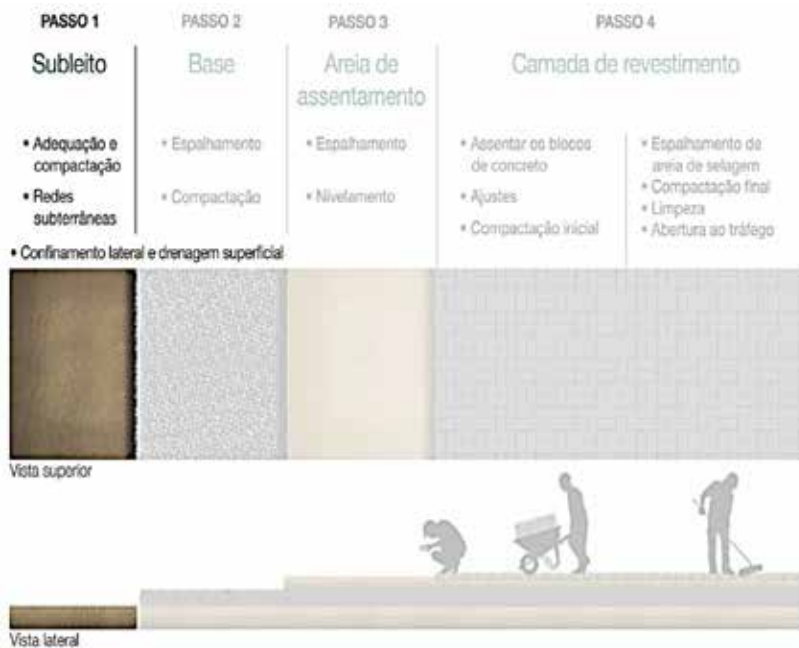 PASSO 1
Subleito
• Adequação e
compactação
• Redes
subterrâneas
• Confinamento lateral e drenagem superficial
PASSO 2
Base
• Espalhamento
• Compactação
PASSO 3
Areia de
assentamento
• Espalhamento
• Nivelamento
PASSO 4
Camada de revestimento
• Assentar os blocos
de concreto
• Ajustes
• Compactação inicial
• Espalhamento de
areia de selagem
• Compactação final
• Limpeza
• Abertura ao tráfego
Vista superior
Vista lateral